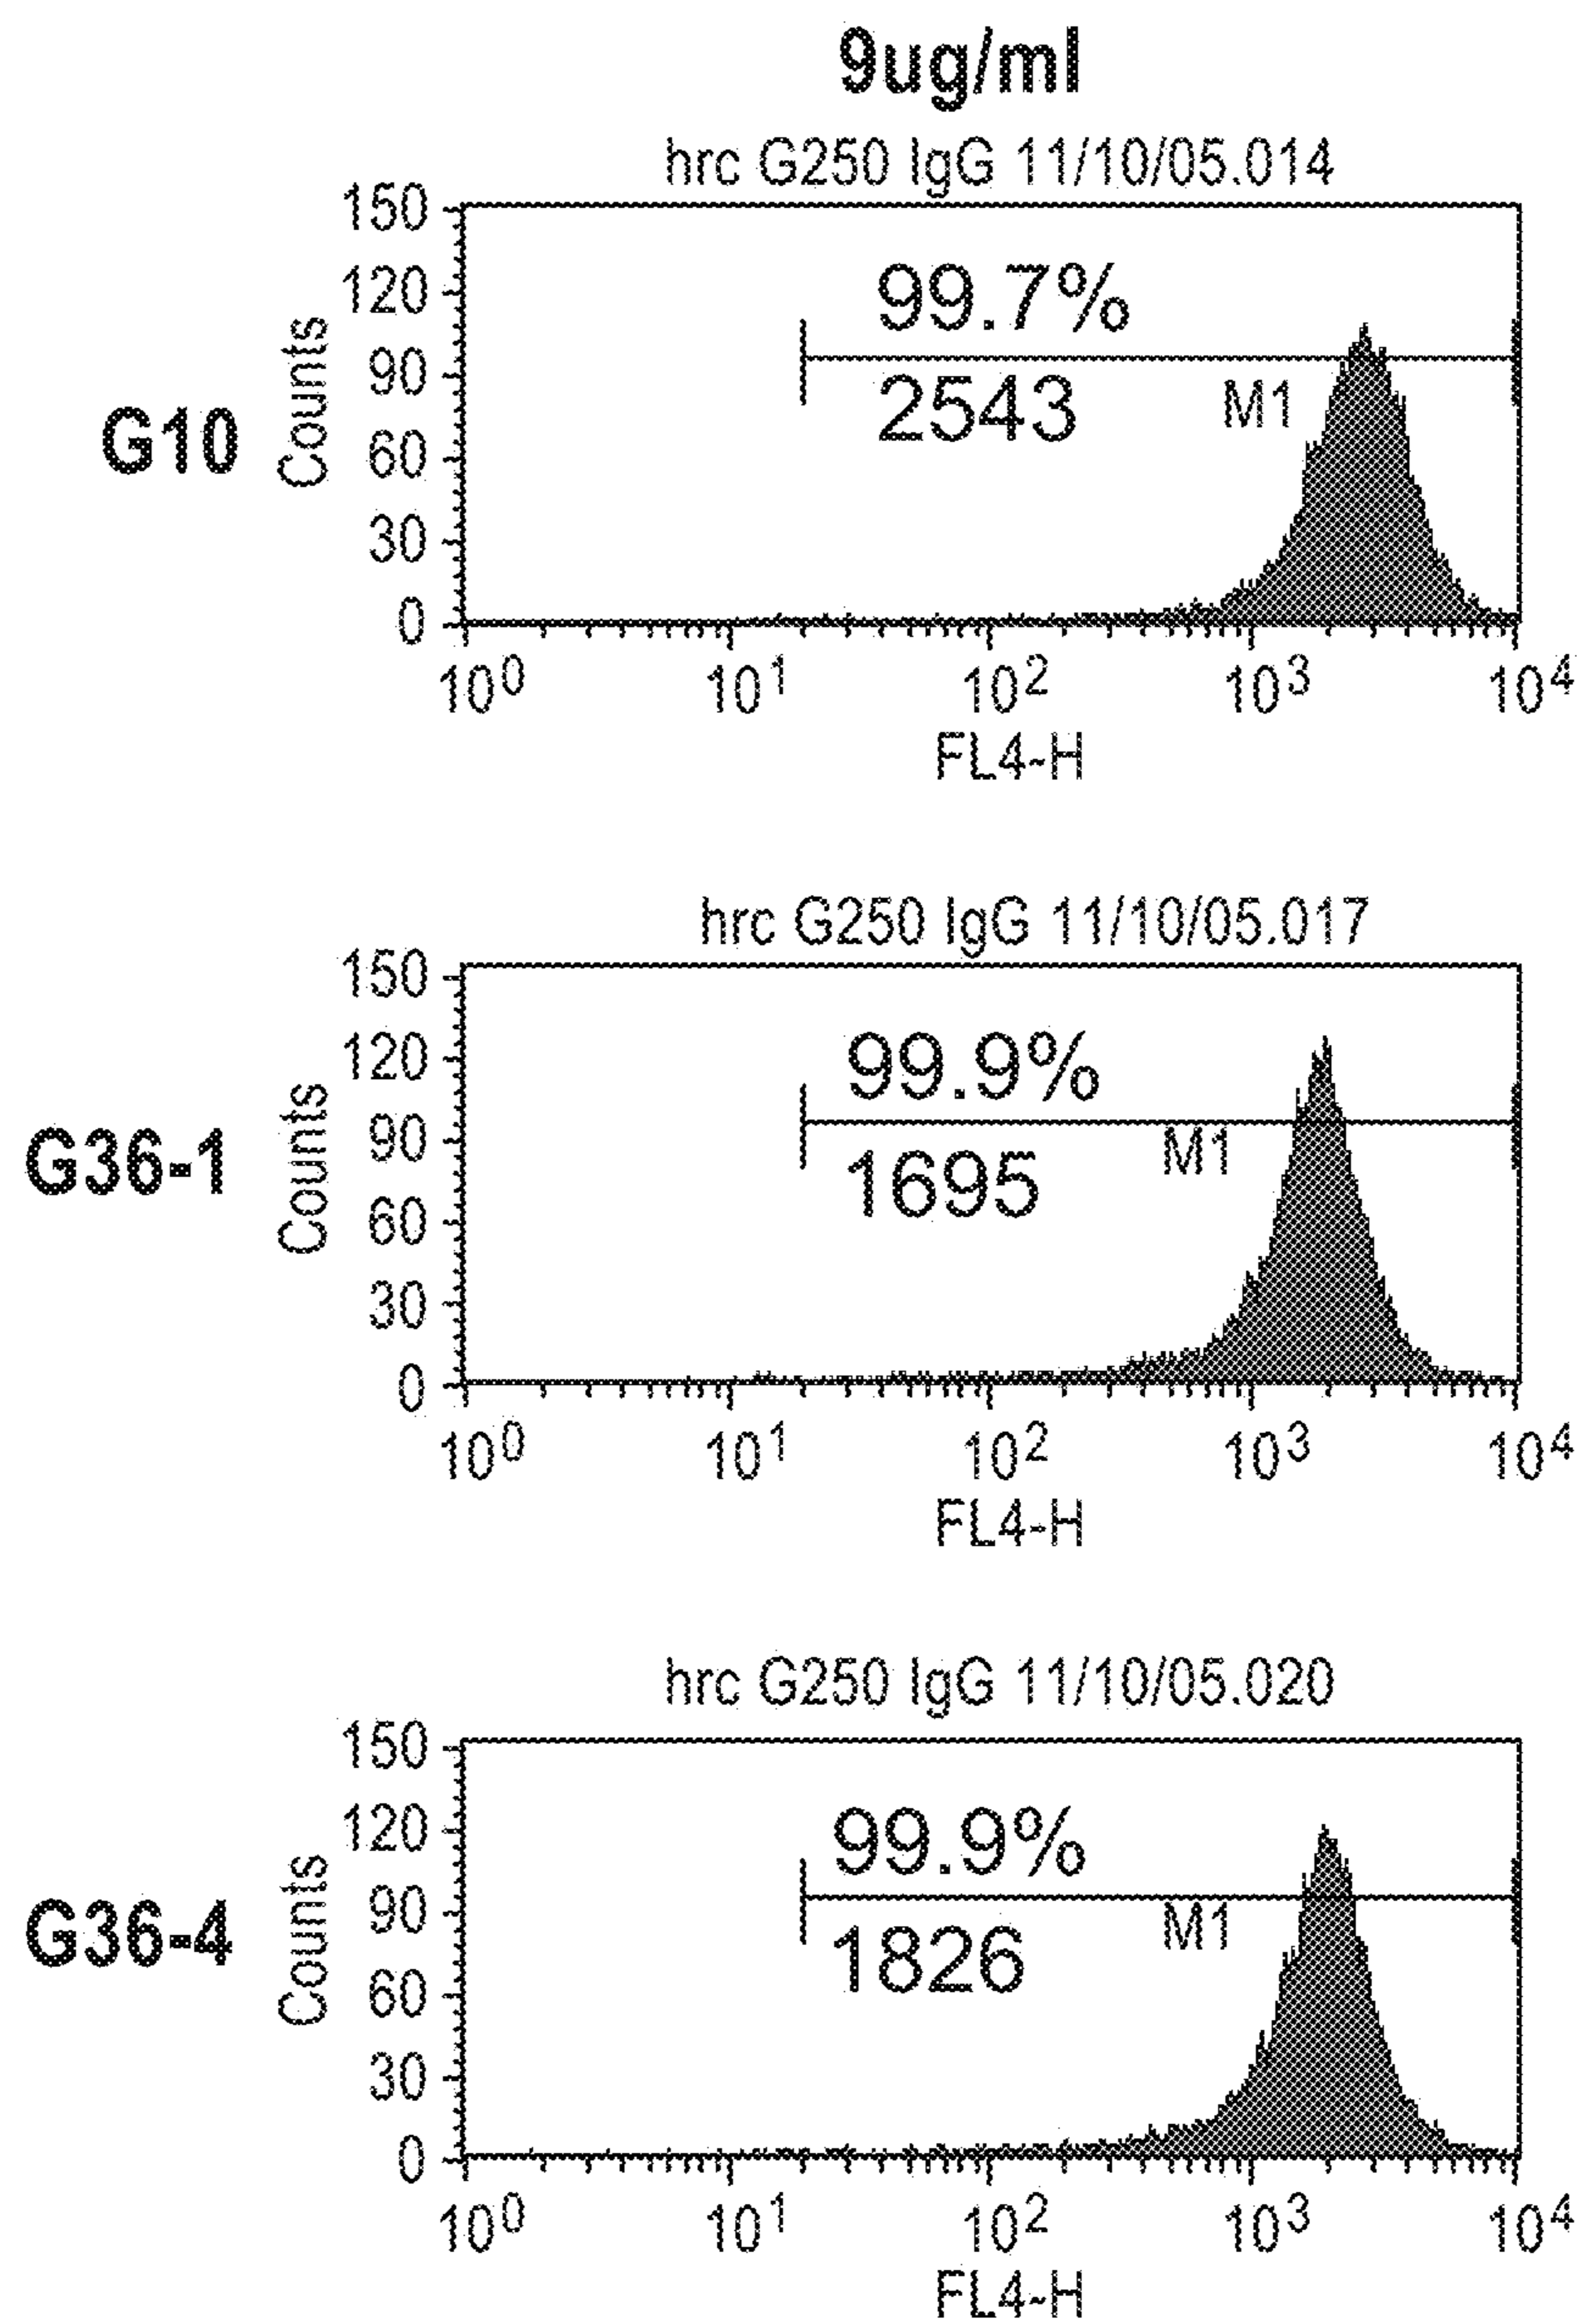 9ug/ml
hrc G250 IgG 11/10/05.014
G10
Counts
150
120
90
60
30
0
99.7%
2543
M1
10^0 10^1 10^2 10^3 10^4
FL4-H
hrc G250 IgG 11/10/05.017
G36-1
Counts
150
120
90
60
30
0
99.9%
1695
M1
10^0 10^1 10^2 10^3 10^4
FL4-H
hrc G250 IgG 11/10/05.020
G36-4
Counts
150
120
90
60
30
0
99.9%
1826
M1
10^0 10^1 10^2 10^3 10^4
FL4-H